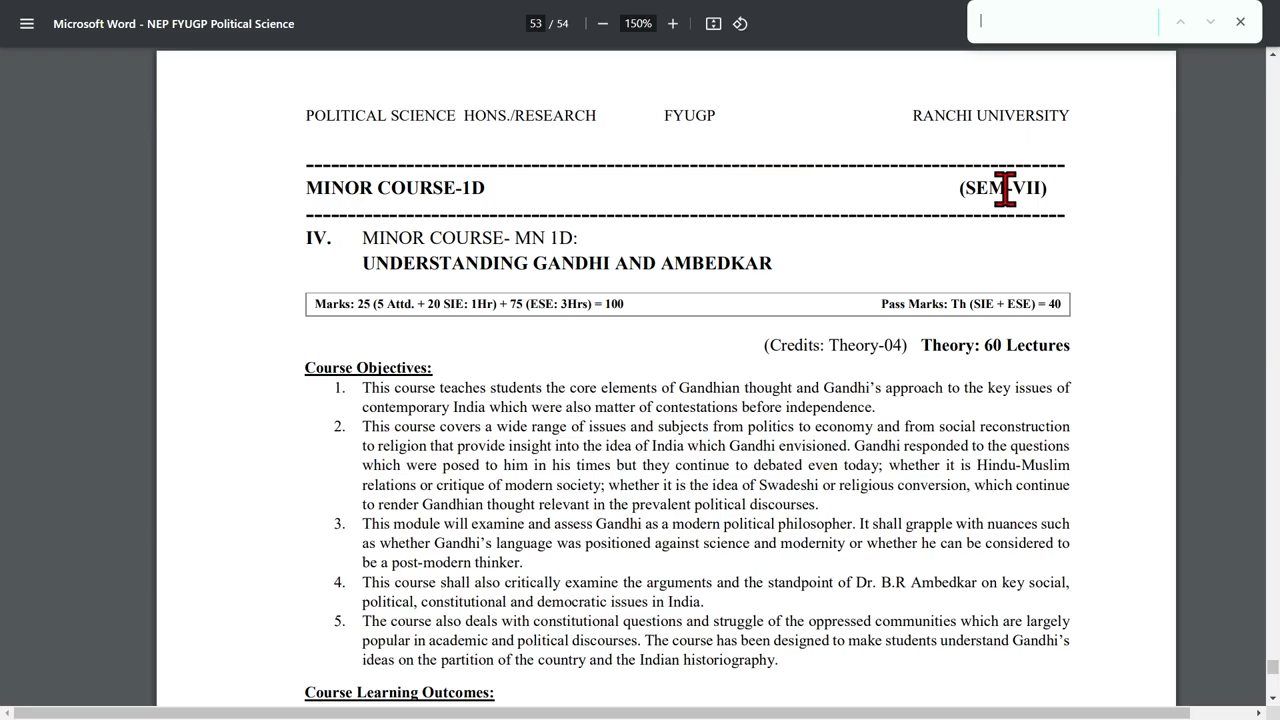 Microsoft Word - NEP FYUGP Political Science 53 / 54 150%
POLITICAL SCIENCE HONS./RESEARCH FYUGP RANCHI UNIVERSITY
MINOR COURSE-1D (SEM-VII)
IV. MINOR COURSE- MN 1D:
UNDERSTANDING GANDHI AND AMBEDKAR
Marks: 25 (5 Attd. + 20 SIE: 1Hr) + 75 (ESE: 3Hrs) = 100 Pass Marks: Th (SIE + ESE) = 40
(Credits: Theory-04) Theory: 60 Lectures
Course Objectives:
1. This course teaches students the core elements of Gandhian thought and Gandhi’s approach to the key issues of
contemporary India which were also matter of contestations before independence.
2. This course covers a wide range of issues and subjects from politics to economy and from social reconstruction
to religion that provide insight into the idea of India which Gandhi envisioned. Gandhi responded to the questions
which were posed to him in his times but they continue to debated even today; whether it is Hindu-Muslim
relations or critique of modern society; whether it is the idea of Swadeshi or religious conversion, which continue
to render Gandhian thought relevant in the prevalent political discourses.
3. This module will examine and assess Gandhi as a modern political philosopher. It shall grapple with nuances such
as whether Gandhi’s language was positioned against science and modernity or whether he can be considered to
be a post-modern thinker.
4. This course shall also critically examine the arguments and the standpoint of Dr. B.R Ambedkar on key social,
political, constitutional and democratic issues in India.
5. The course also deals with constitutional questions and struggle of the oppressed communities which are largely
popular in academic and political discourses. The course has been designed to make students understand Gandhi’s
ideas on the partition of the country and the Indian historiography.
Course Learning Outcomes: